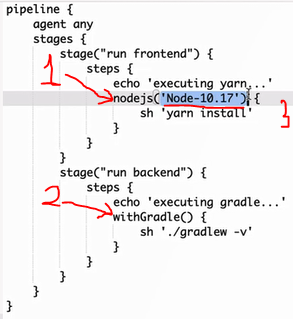 pipeline {
    agent any
    stages {
        stage("run frontend") {
            steps {
                echo 'executing yarn...'
1               nodejs('Node-10.17') {
                    sh 'yarn install'
                }
            }
        }
        stage("run backend") {
            steps {
                echo 'executing gradle...'
2               withGradle() {
                    sh './gradlew -v'
                }
            }
        }
    }
}